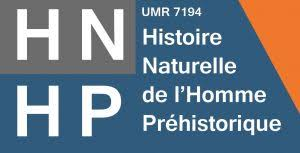 HN
HP
UMR 7194
Histoire
Naturelle
de l'Homme
Préhistorique